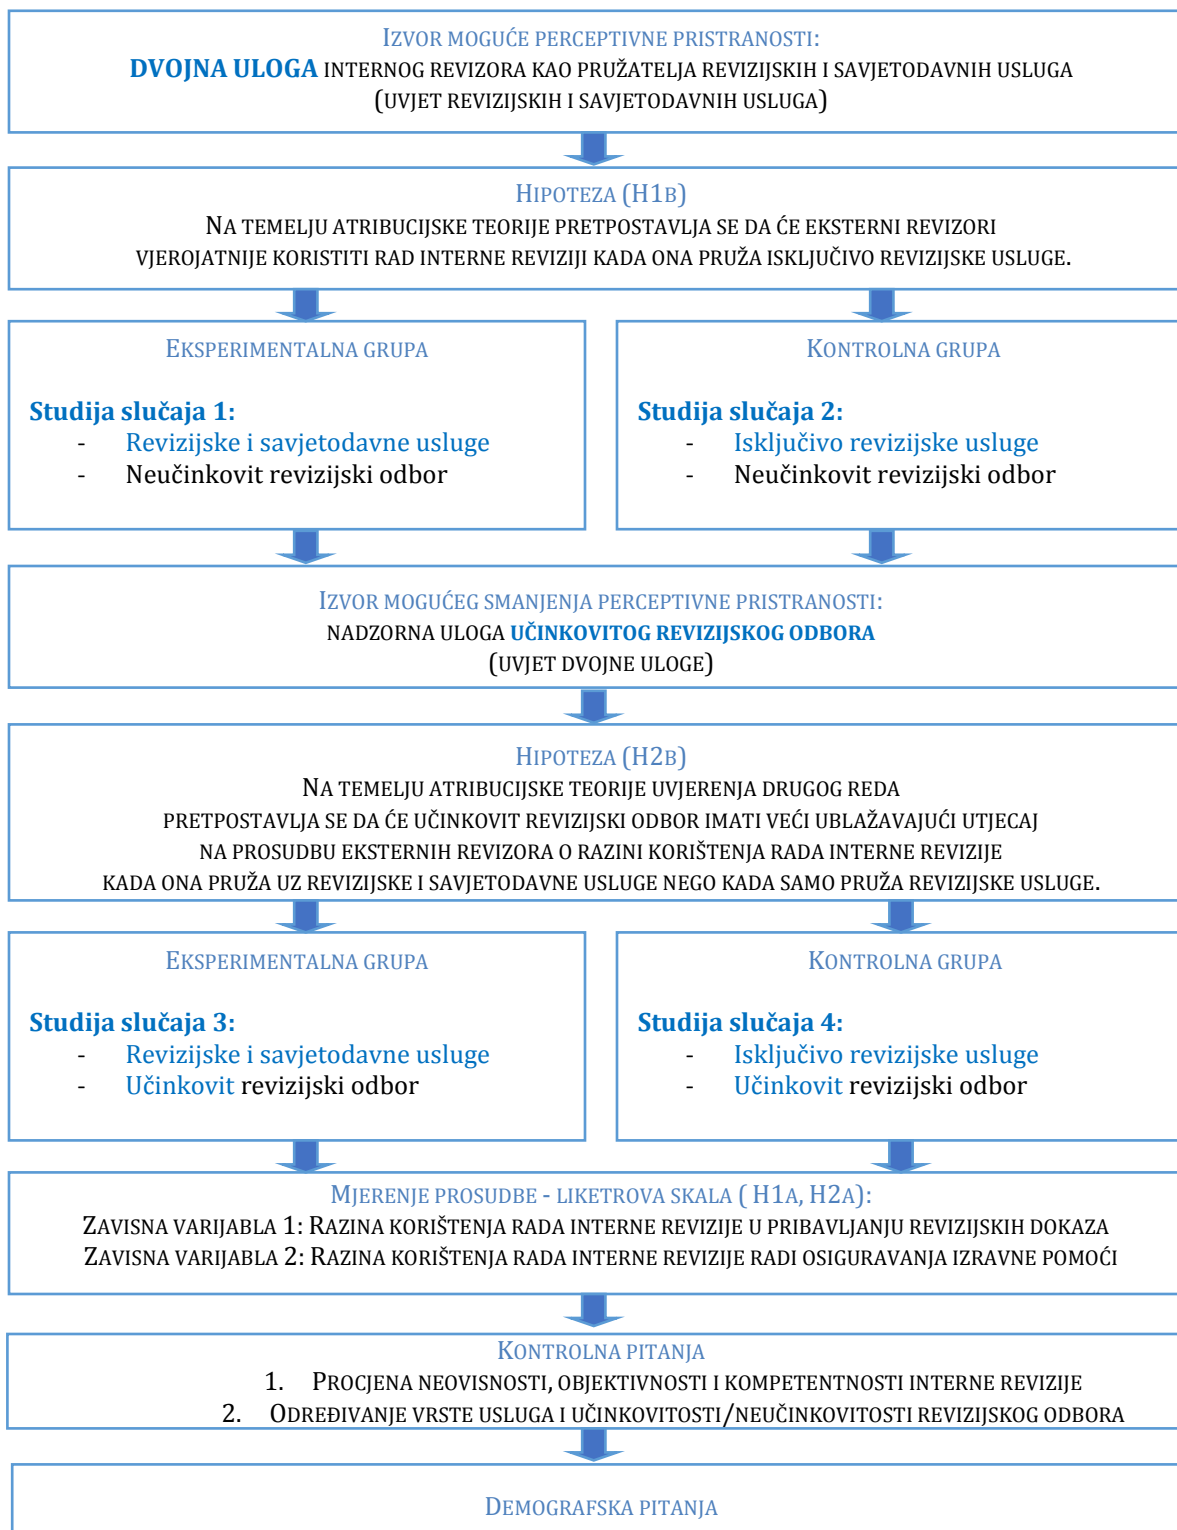 IZVOR MOGUĆE PERCEPTIVNE PRISTRANOSTI:
DVOJNA ULOGA INTERNOG REVIZORA KAO PRUŽATELJA REVIZIJSKIH I SAVJETODAVNIH USLUGA
(UVJET REVIZIJSKIH I SAVJETODAVNIH USLUGA)
HIPOTEZA (H1B)
NA TEMELJU ATRIBUCIJSKE TEORIJE PRETPOSTAVLJA SE DA ĆE EKSTERNI REVIZORI
VJEROJATNIJE KORISTITI RAD INTERNE REVIZIJI KADA ONA PRUŽA ISKLJUČIVO REVIZIJSKE USLUGE.
EKSPERIMENTALNA GRUPA
Studija slučaja 1:
- Revizijske i savjetodavne usluge
- Neučinkovit revizijski odbor
KONTROLNA GRUPA
Studija slučaja 2:
- Isključivo revizijske usluge
- Neučinkovit revizijski odbor
IZVOR MOGUĆEG SMANJENJA PERCEPTIVNE PRISTRANOSTI:
NADZORNA ULOGA UČINKOVITOG REVIZIJSKOG ODBORA
(UVJET DVOJNE ULOGE)
HIPOTEZA (H2B)
NA TEMELJU ATRIBUCIJSKE TEORIJE UVJERENJA DRUGOG REDA
PRETPOSTAVLJA SE DA ĆE UČINKOVIT REVIZIJSKI ODBOR IMATI VEĆI UBLAŽAVAJUĆI UTJECAJ
NA PROSUDBU EKSTERNIH REVIZORA O RAZINI KORIŠTENJA RADA INTERNE REVIZIJE
KADA ONA PRUŽA UZ REVIZIJSKE I SAVJETODAVNE USLUGE NEGO KADA SAMO PRUŽA REVIZIJSKE USLUGE.
EKSPERIMENTALNA GRUPA
Studija slučaja 3:
- Revizijske i savjetodavne usluge
- Učinkovit revizijski odbor
KONTROLNA GRUPA
Studija slučaja 4:
- Isključivo revizijske usluge
- Učinkovit revizijski odbor
MJERENJE PROSUDBE - LIKETROVA SKALA ( H1A, H2A):
ZAVISNA VARIJABLA 1: RAZINA KORIŠTENJA RADA INTERNE REVIZIJE U PRIBAVLJANJU REVIZIJSKIH DOKAZA
ZAVISNA VARIJABLA 2: RAZINA KORIŠTENJA RADA INTERNE REVIZIJE RADI OSIGURAVANJA IZRAVNE POMOĆI
KONTROLNA PITANJA
1. PROCJENA NEOVISNOSTI, OBJEKTIVNOSTI I KOMPETENTNOSTI INTERNE REVIZIJE
2. ODREĐIVANJE VRSTE USLUGA I UČINKOVITOSTI/NEUČINKOVITOSTI REVIZIJSKOG ODBORA
DEMOGRAFSKA PITANJA